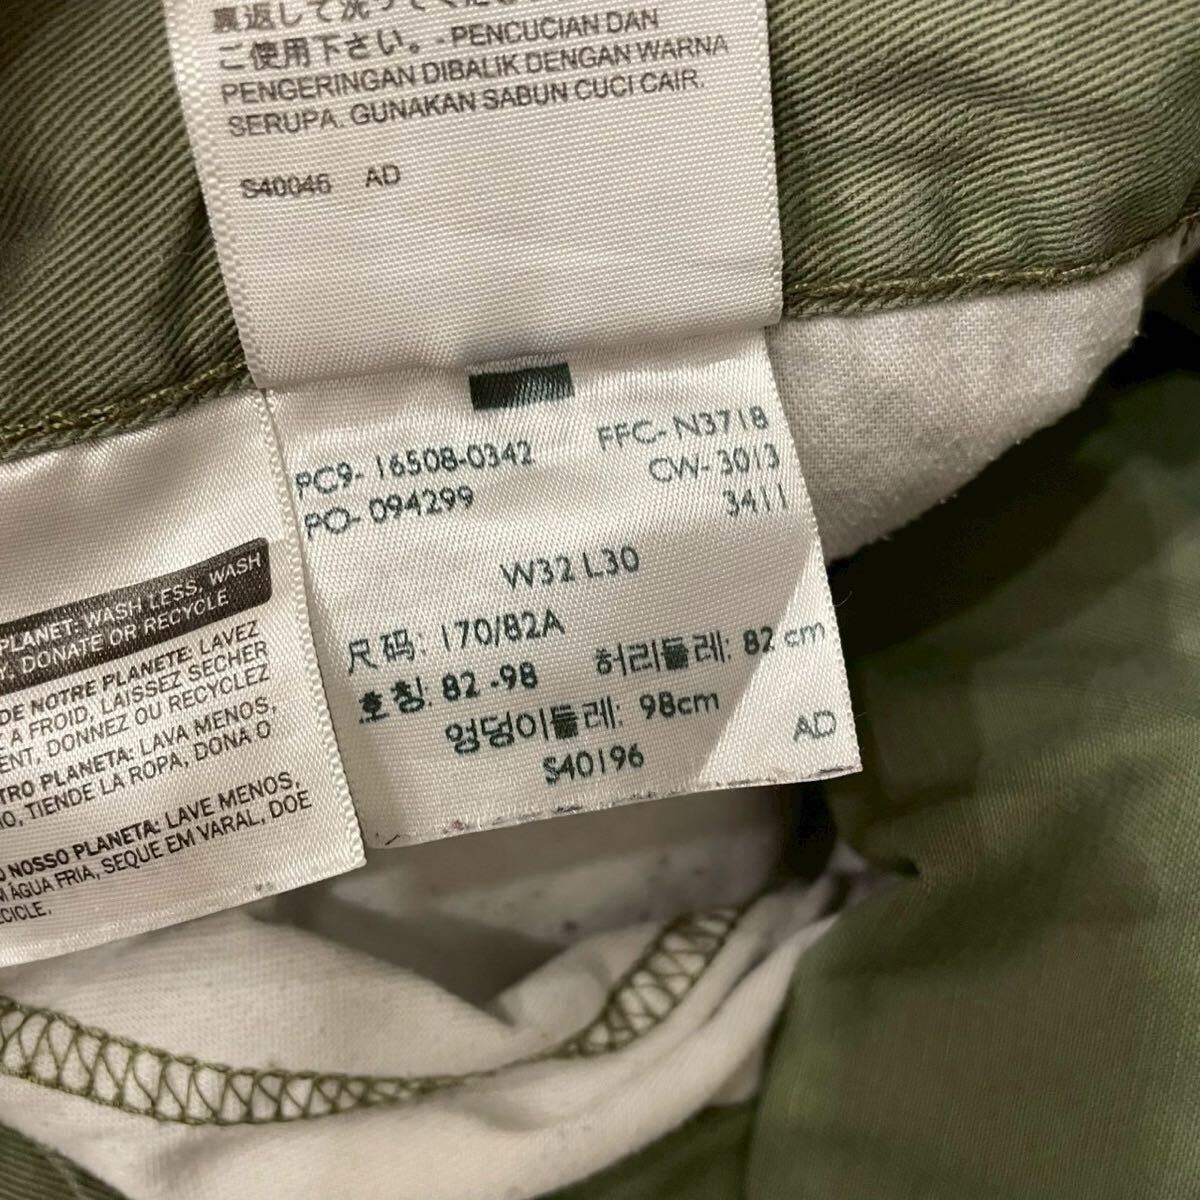 裏返して洗ってくださ
ご使用下さい。-PENCUCIAN DAN
PENGERINGAN DIBALIK DENGAN WARNA
SERUPA. GUNAKAN SABUN CUCI CAIR.
S40046 AD
PC9- 16508-0342 FFC- N3718
PO- 094299 CW- 3013
3411
W32 L30
尺码: 170/82A
호칭: 82 -98 허리둘레: 82 cm
엉덩이둘레: 98cm
S40196 AD
PLANET: WASH LESS, WASH
DONATE OR RECYCLE
DE NOTRE PLANETE: LAVEZ
A FROID, LAISSEZ SECHER
ENT, DONNEZ OU RECYCLEZ
TRO PLANETA: LAVA MENOS,
IO, TIENDE LA ROPA, DONA O
O NOSSO PLANETA: LAVE MENOS,
M ÁGUA FRIA, SEQUE EM VARAL, DOE
ECICLE.